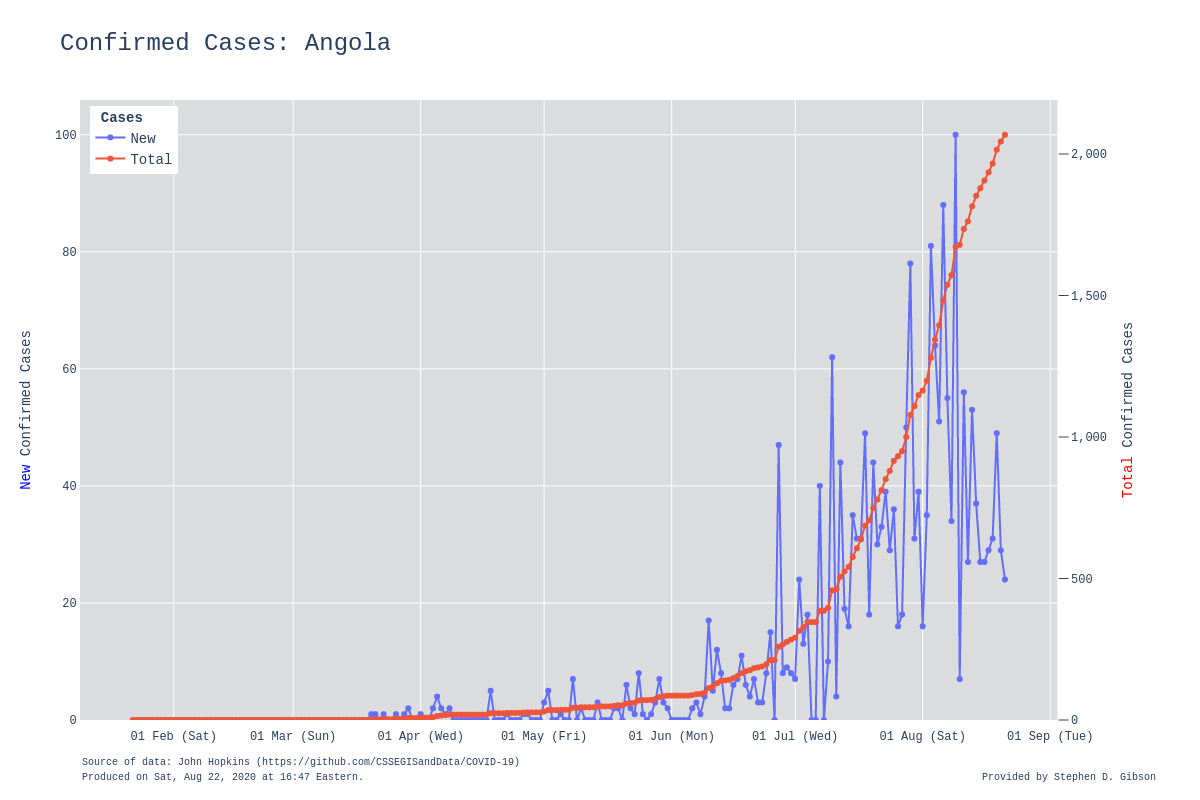 Confirmed Cases: Angola
Cases
New
Total
100
80
60
40
20
0
2,000
1,500
1,000
500
0
New Confirmed Cases
Total Confirmed Cases
01 Feb (Sat)
01 Mar (Sun)
01 Apr (Wed)
01 May (Fri)
01 Jun (Mon)
01 Jul (Wed)
01 Aug (Sat)
01 Sep (Tue)
Source of data: John Hopkins (https://github.com/CSSEGISandData/COVID-19)
Produced on Sat, Aug 22, 2020 at 16:47 Eastern.
Provided by Stephen D. Gibson